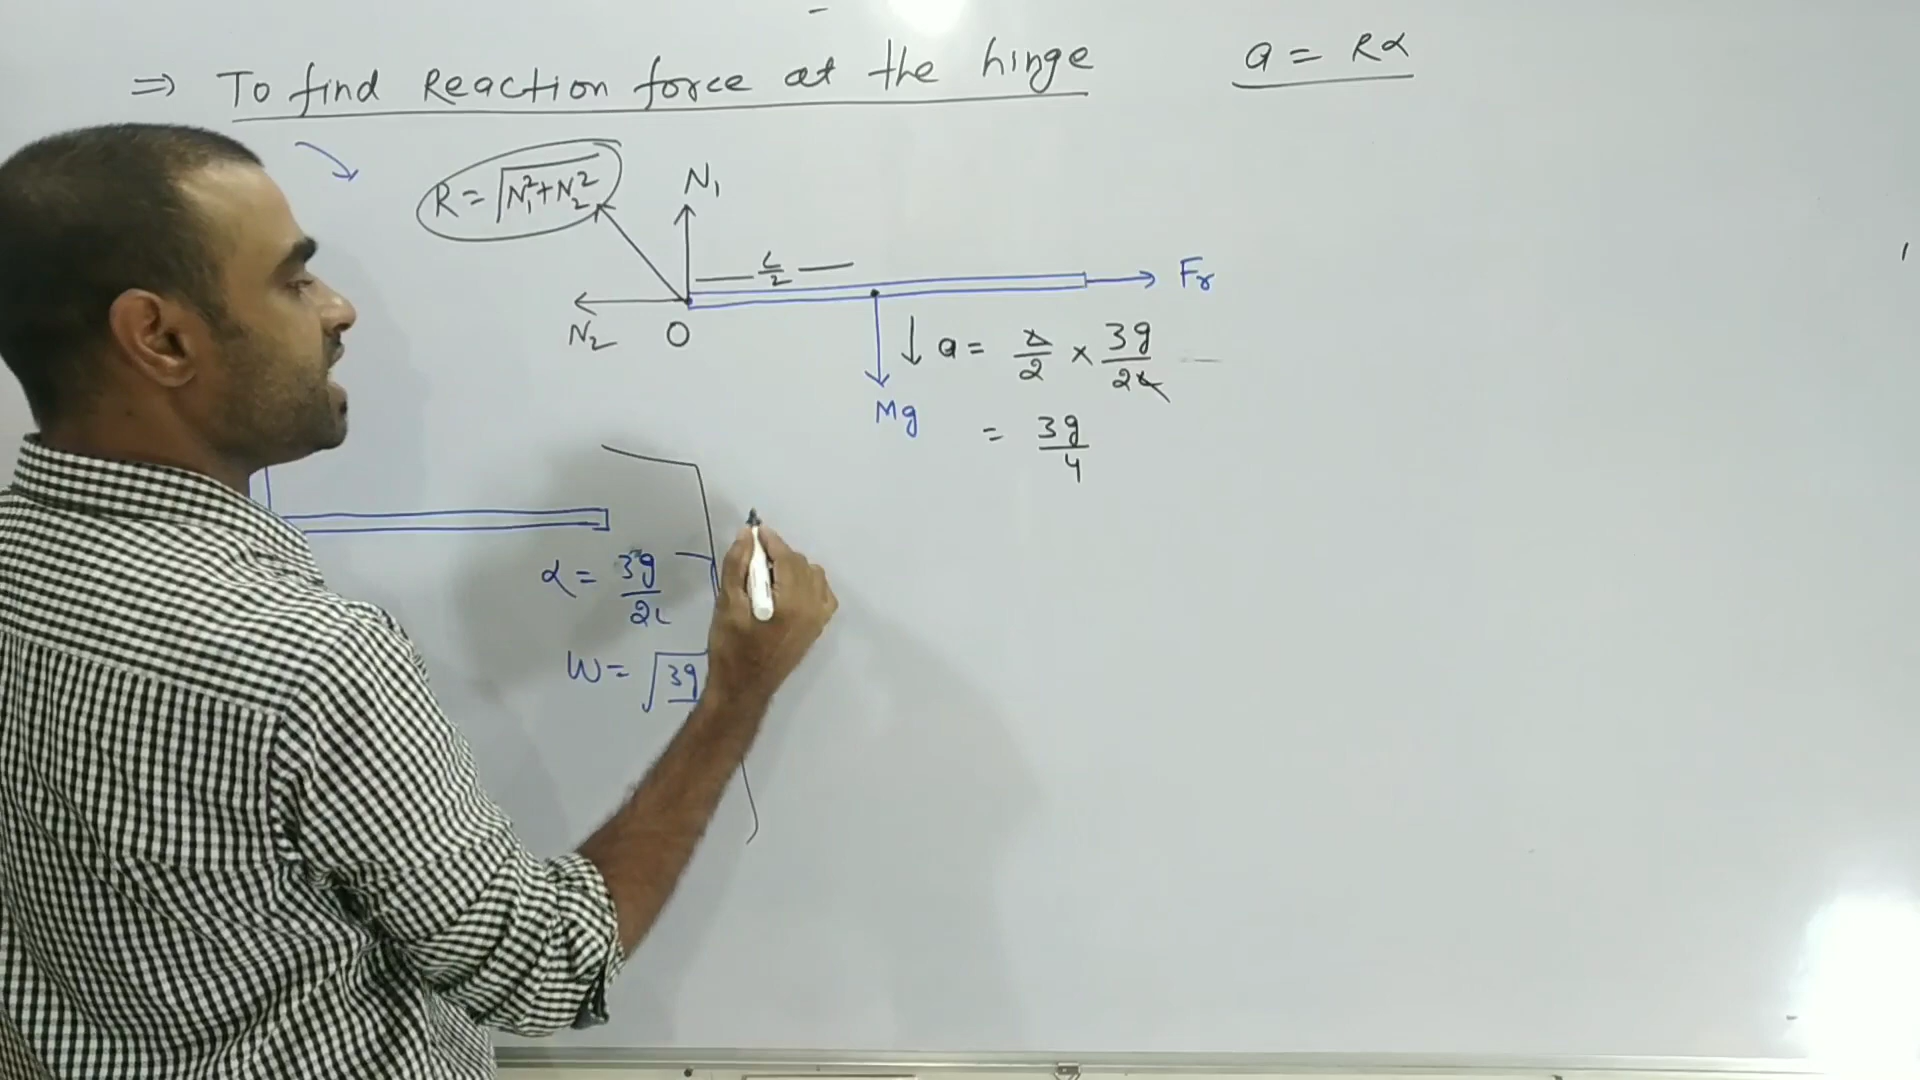 ⇒ To find Reaction force at the hinge
a = Rα
R = √N₁² + N₂²
N₁
L/2
Fr
N₂
O
a = L/2 × 3g/2L
Mg
= 3g/4
α = 3g/2L
W = √3g